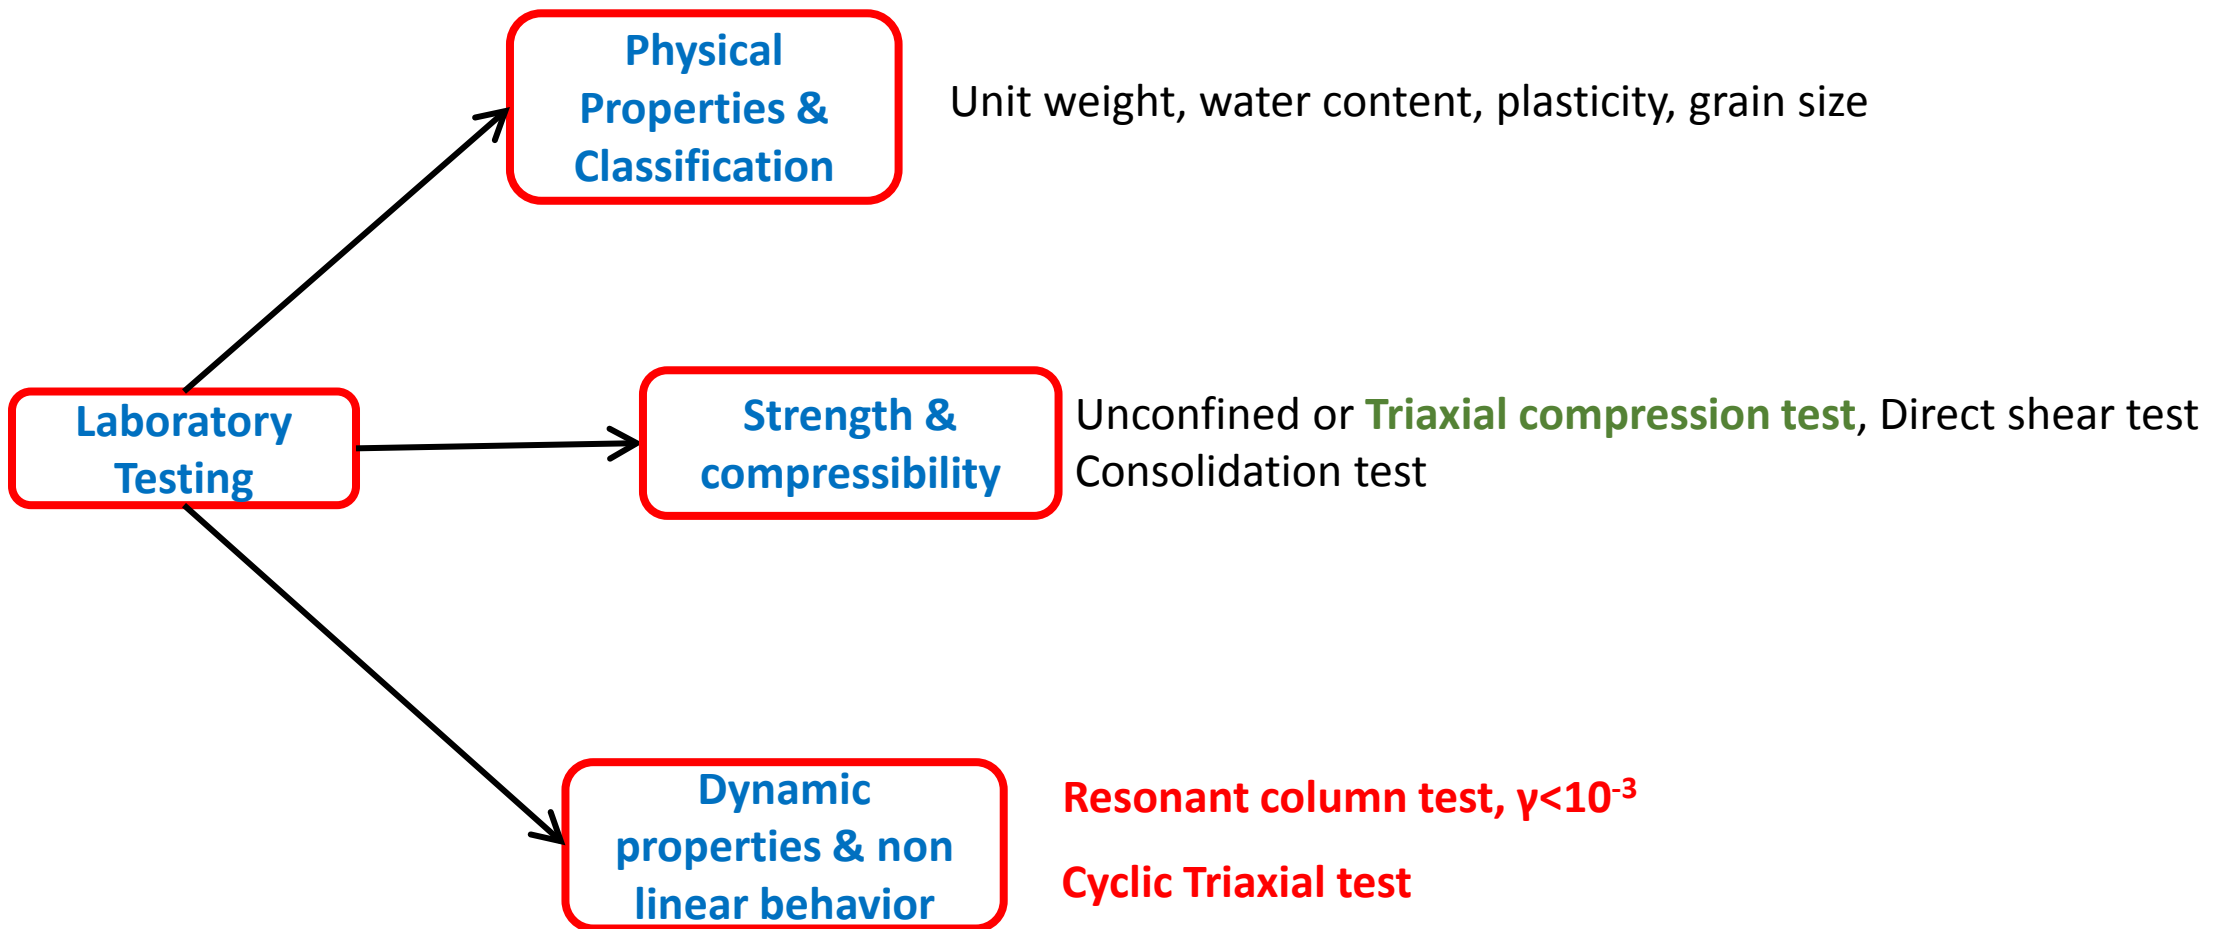 Physical
Properties &
Classification
Unit weight, water content, plasticity, grain size
Laboratory
Testing
Strength &
compressibility
Unconfined or Triaxial compression test, Direct shear test
Consolidation test
Dynamic
properties & non
linear behavior
Resonant column test, γ<10⁻³
Cyclic Triaxial test